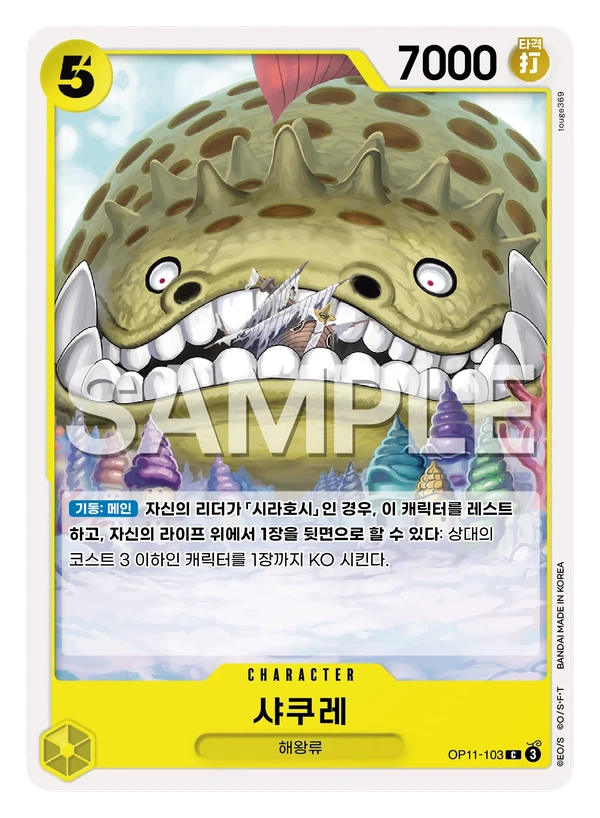 5
7000
타격
打
touge369
SAMPLE
기동: 메인 자신의 리더가 「시라호시」인 경우, 이 캐릭터를 레스트
하고, 자신의 라이프 위에서 1장을 뒷면으로 할 수 있다: 상대의
코스트 3 이하인 캐릭터를 1장까지 KO 시킨다.
CHARACTER
샤쿠레
해왕류
OP11-103 C 3
©EO/S ©O/S·F·T BANDAI MADE IN KOREA